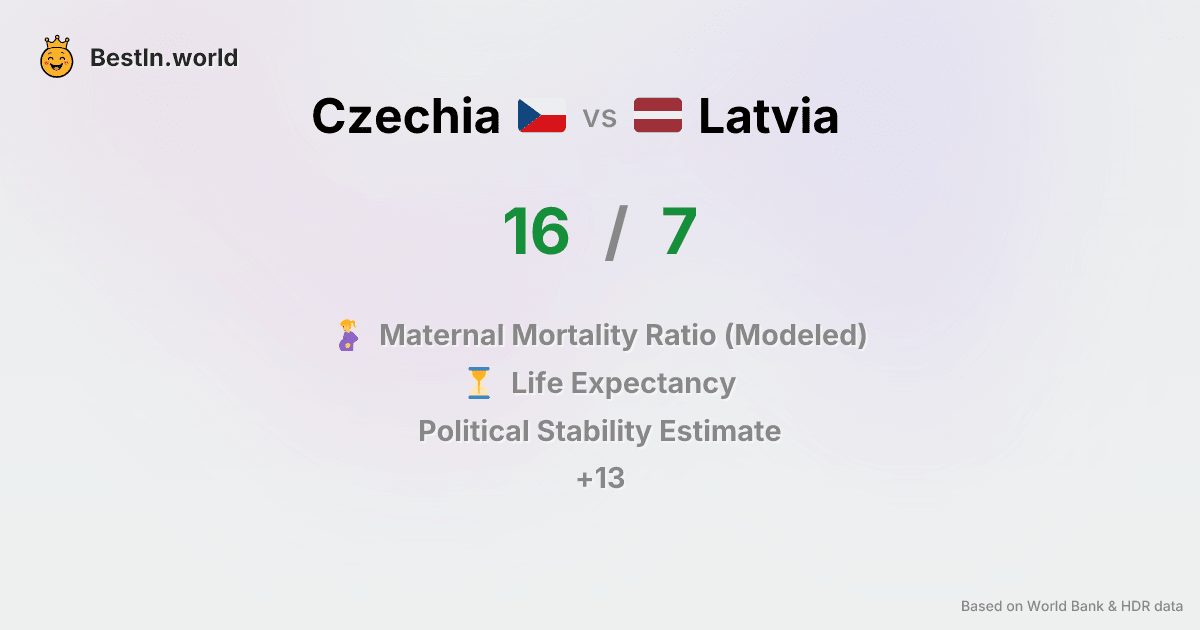 BestIn.world
Czechia vs Latvia
16 / 7
Maternal Mortality Ratio (Modeled)
Life Expectancy
Political Stability Estimate
+13
Based on World Bank & HDR data